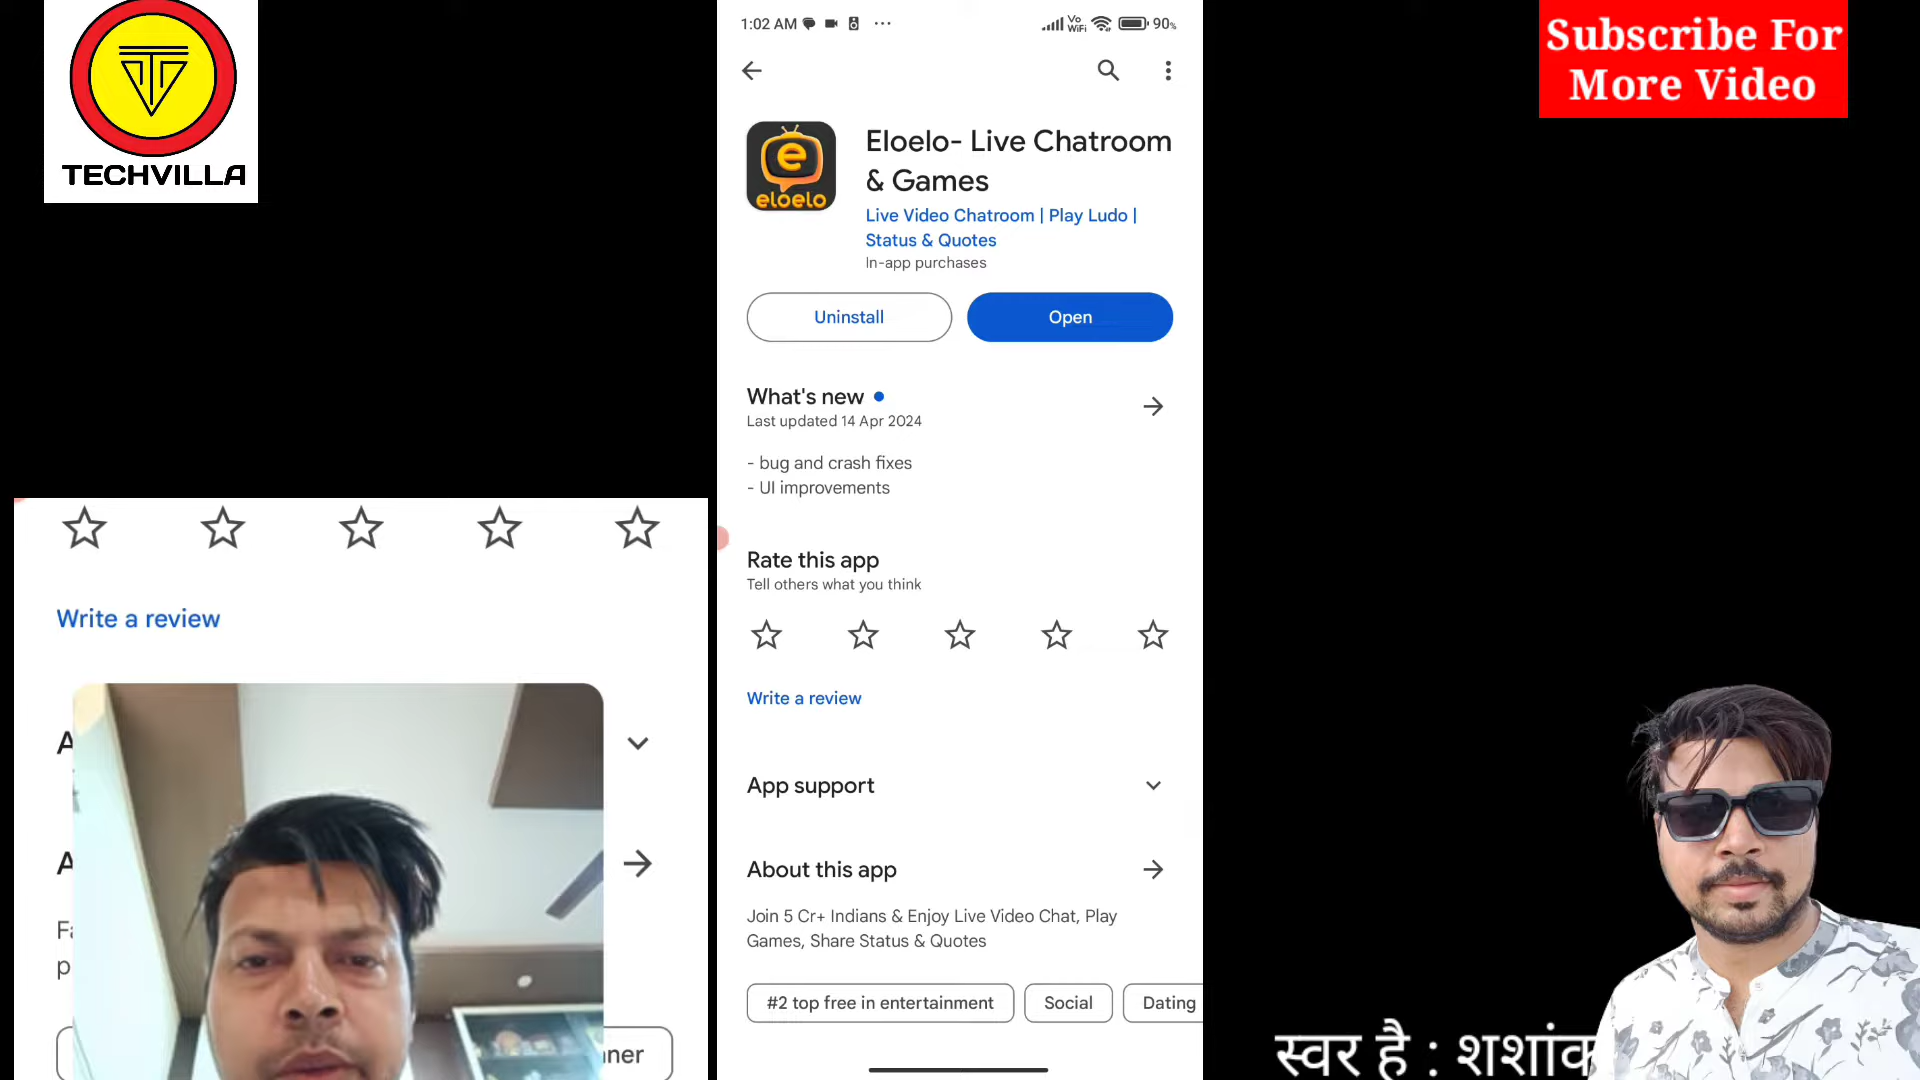 TECHVILLA
Subscribe For
More Video
1:02 AM
Vo
WiFi
90%
eloelo
Eloelo- Live Chatroom
& Games
Live Video Chatroom | Play Ludo |
Status & Quotes
In-app purchases
Uninstall
Open
What's new
Last updated 14 Apr 2024
- bug and crash fixes
- UI improvements
Rate this app
Tell others what you think
Write a review
App support
About this app
Join 5 Cr+ Indians & Enjoy Live Video Chat, Play
Games, Share Status & Quotes
#2 top free in entertainment
Social
Dating
Write a review
स्वर है : शशांक